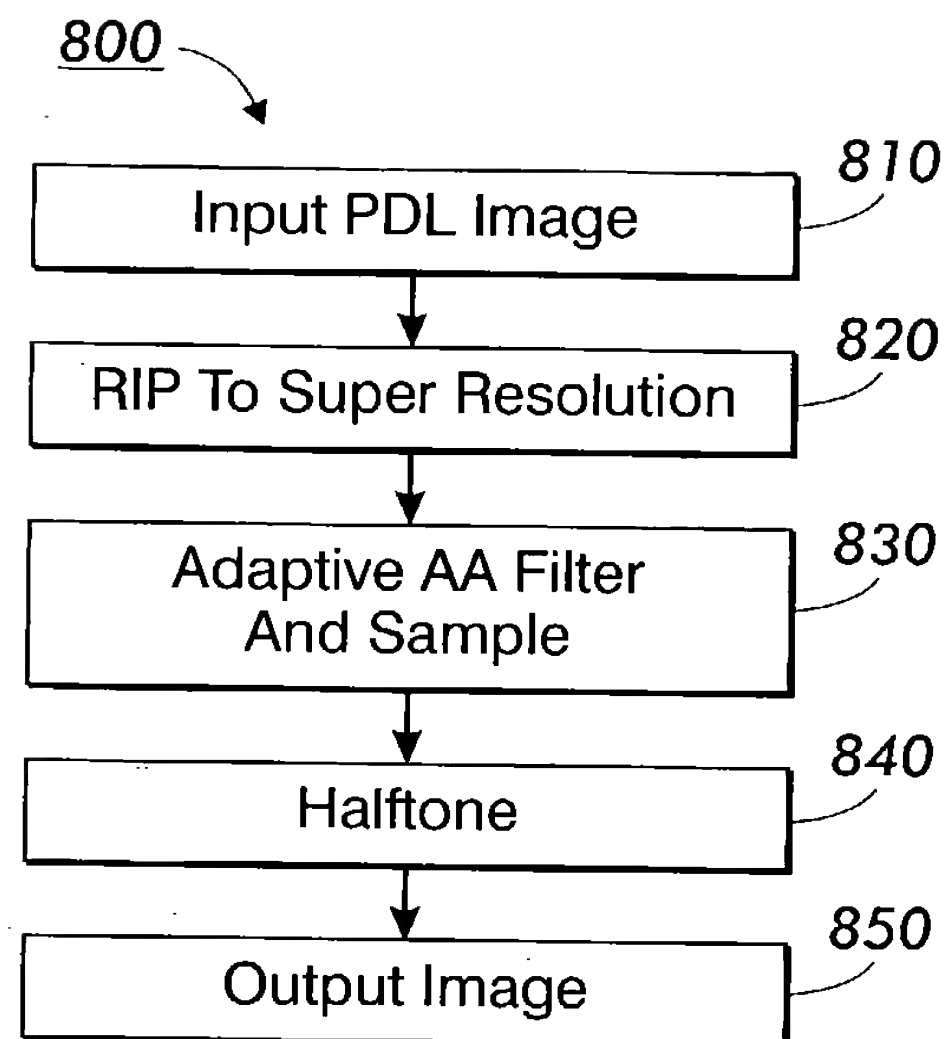 800
810
Input PDL Image
820
RIP To Super Resolution
830
Adaptive AA Filter
And Sample
840
Halftone
850
Output Image